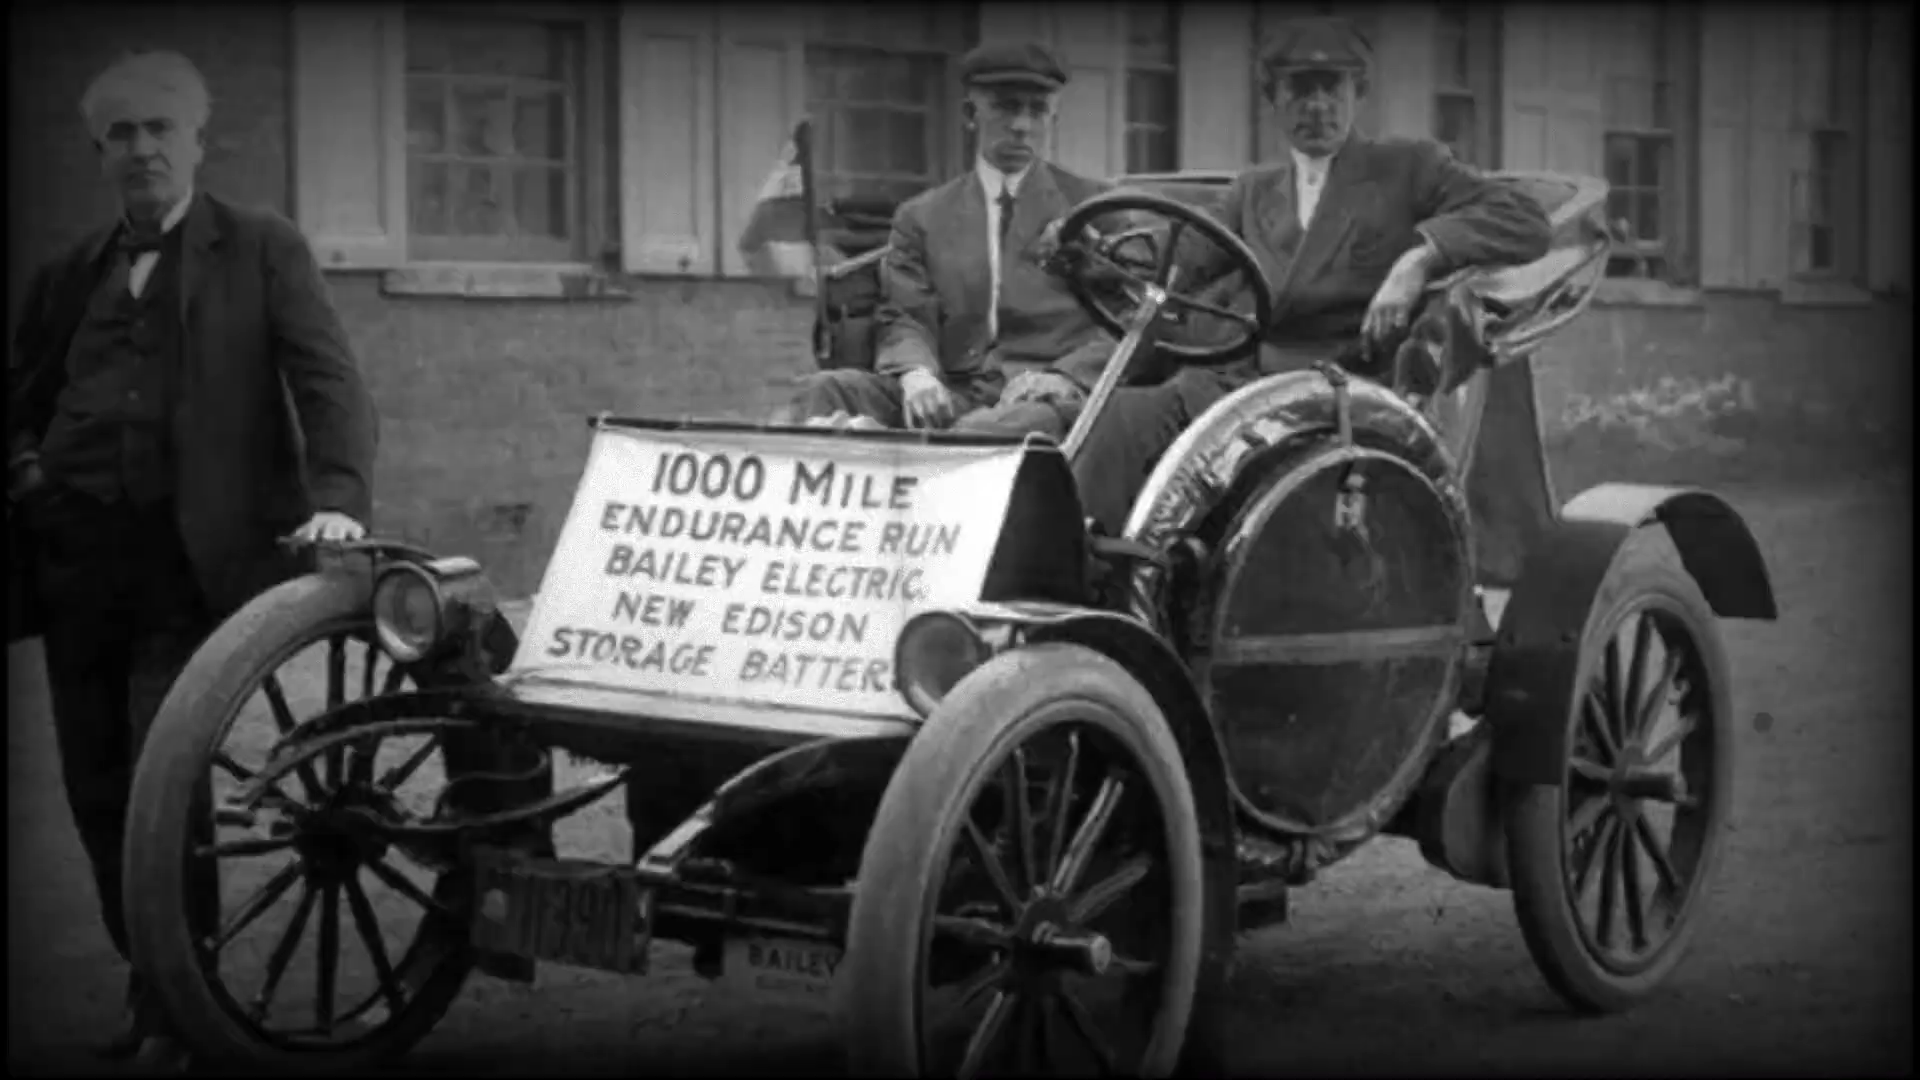 1000 MILE
ENDURANCE RUN
BAILEY ELECTRIC
NEW EDISON
STORAGE BATTER
BAILEY